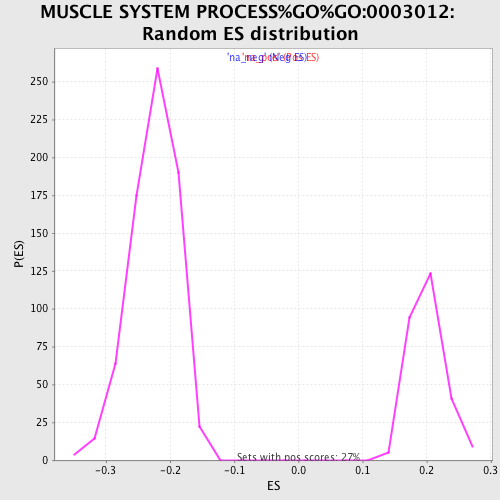 MUSCLE SYSTEM PROCESS%GO%GO:0003012:
Random ES distribution
250
225
200
175
150
125
100
75
50
25
0
P(ES)
Sets with pos scores: 27%
-0.3 -0.2 -0.1 0.0 0.1 0.2 0.3
ES